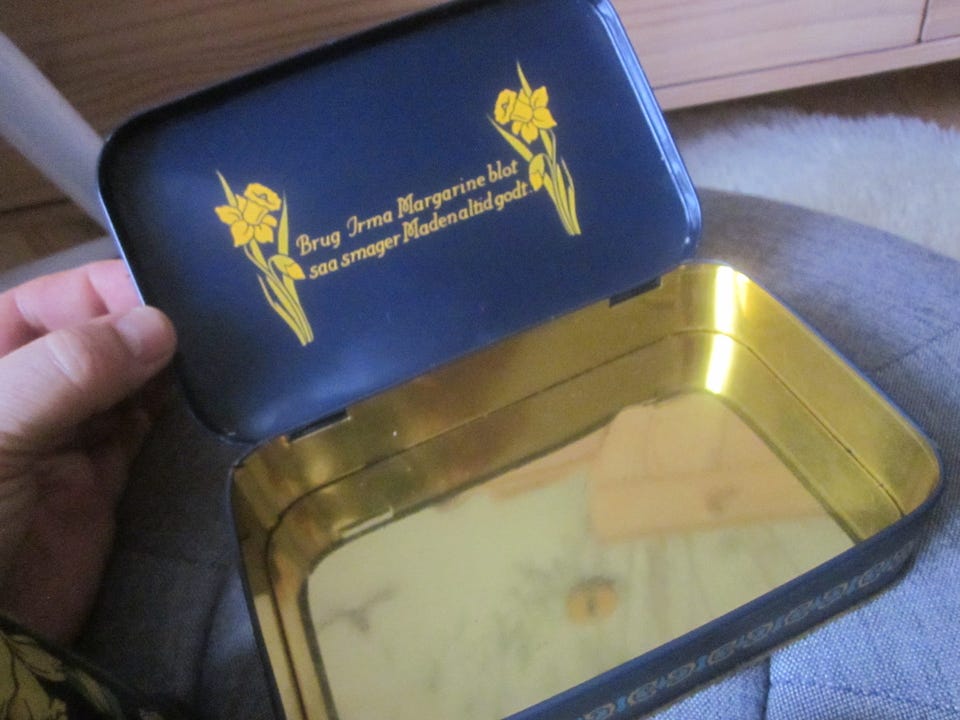 Brug Irma Margarine blot
saa smager Maden altid godt.